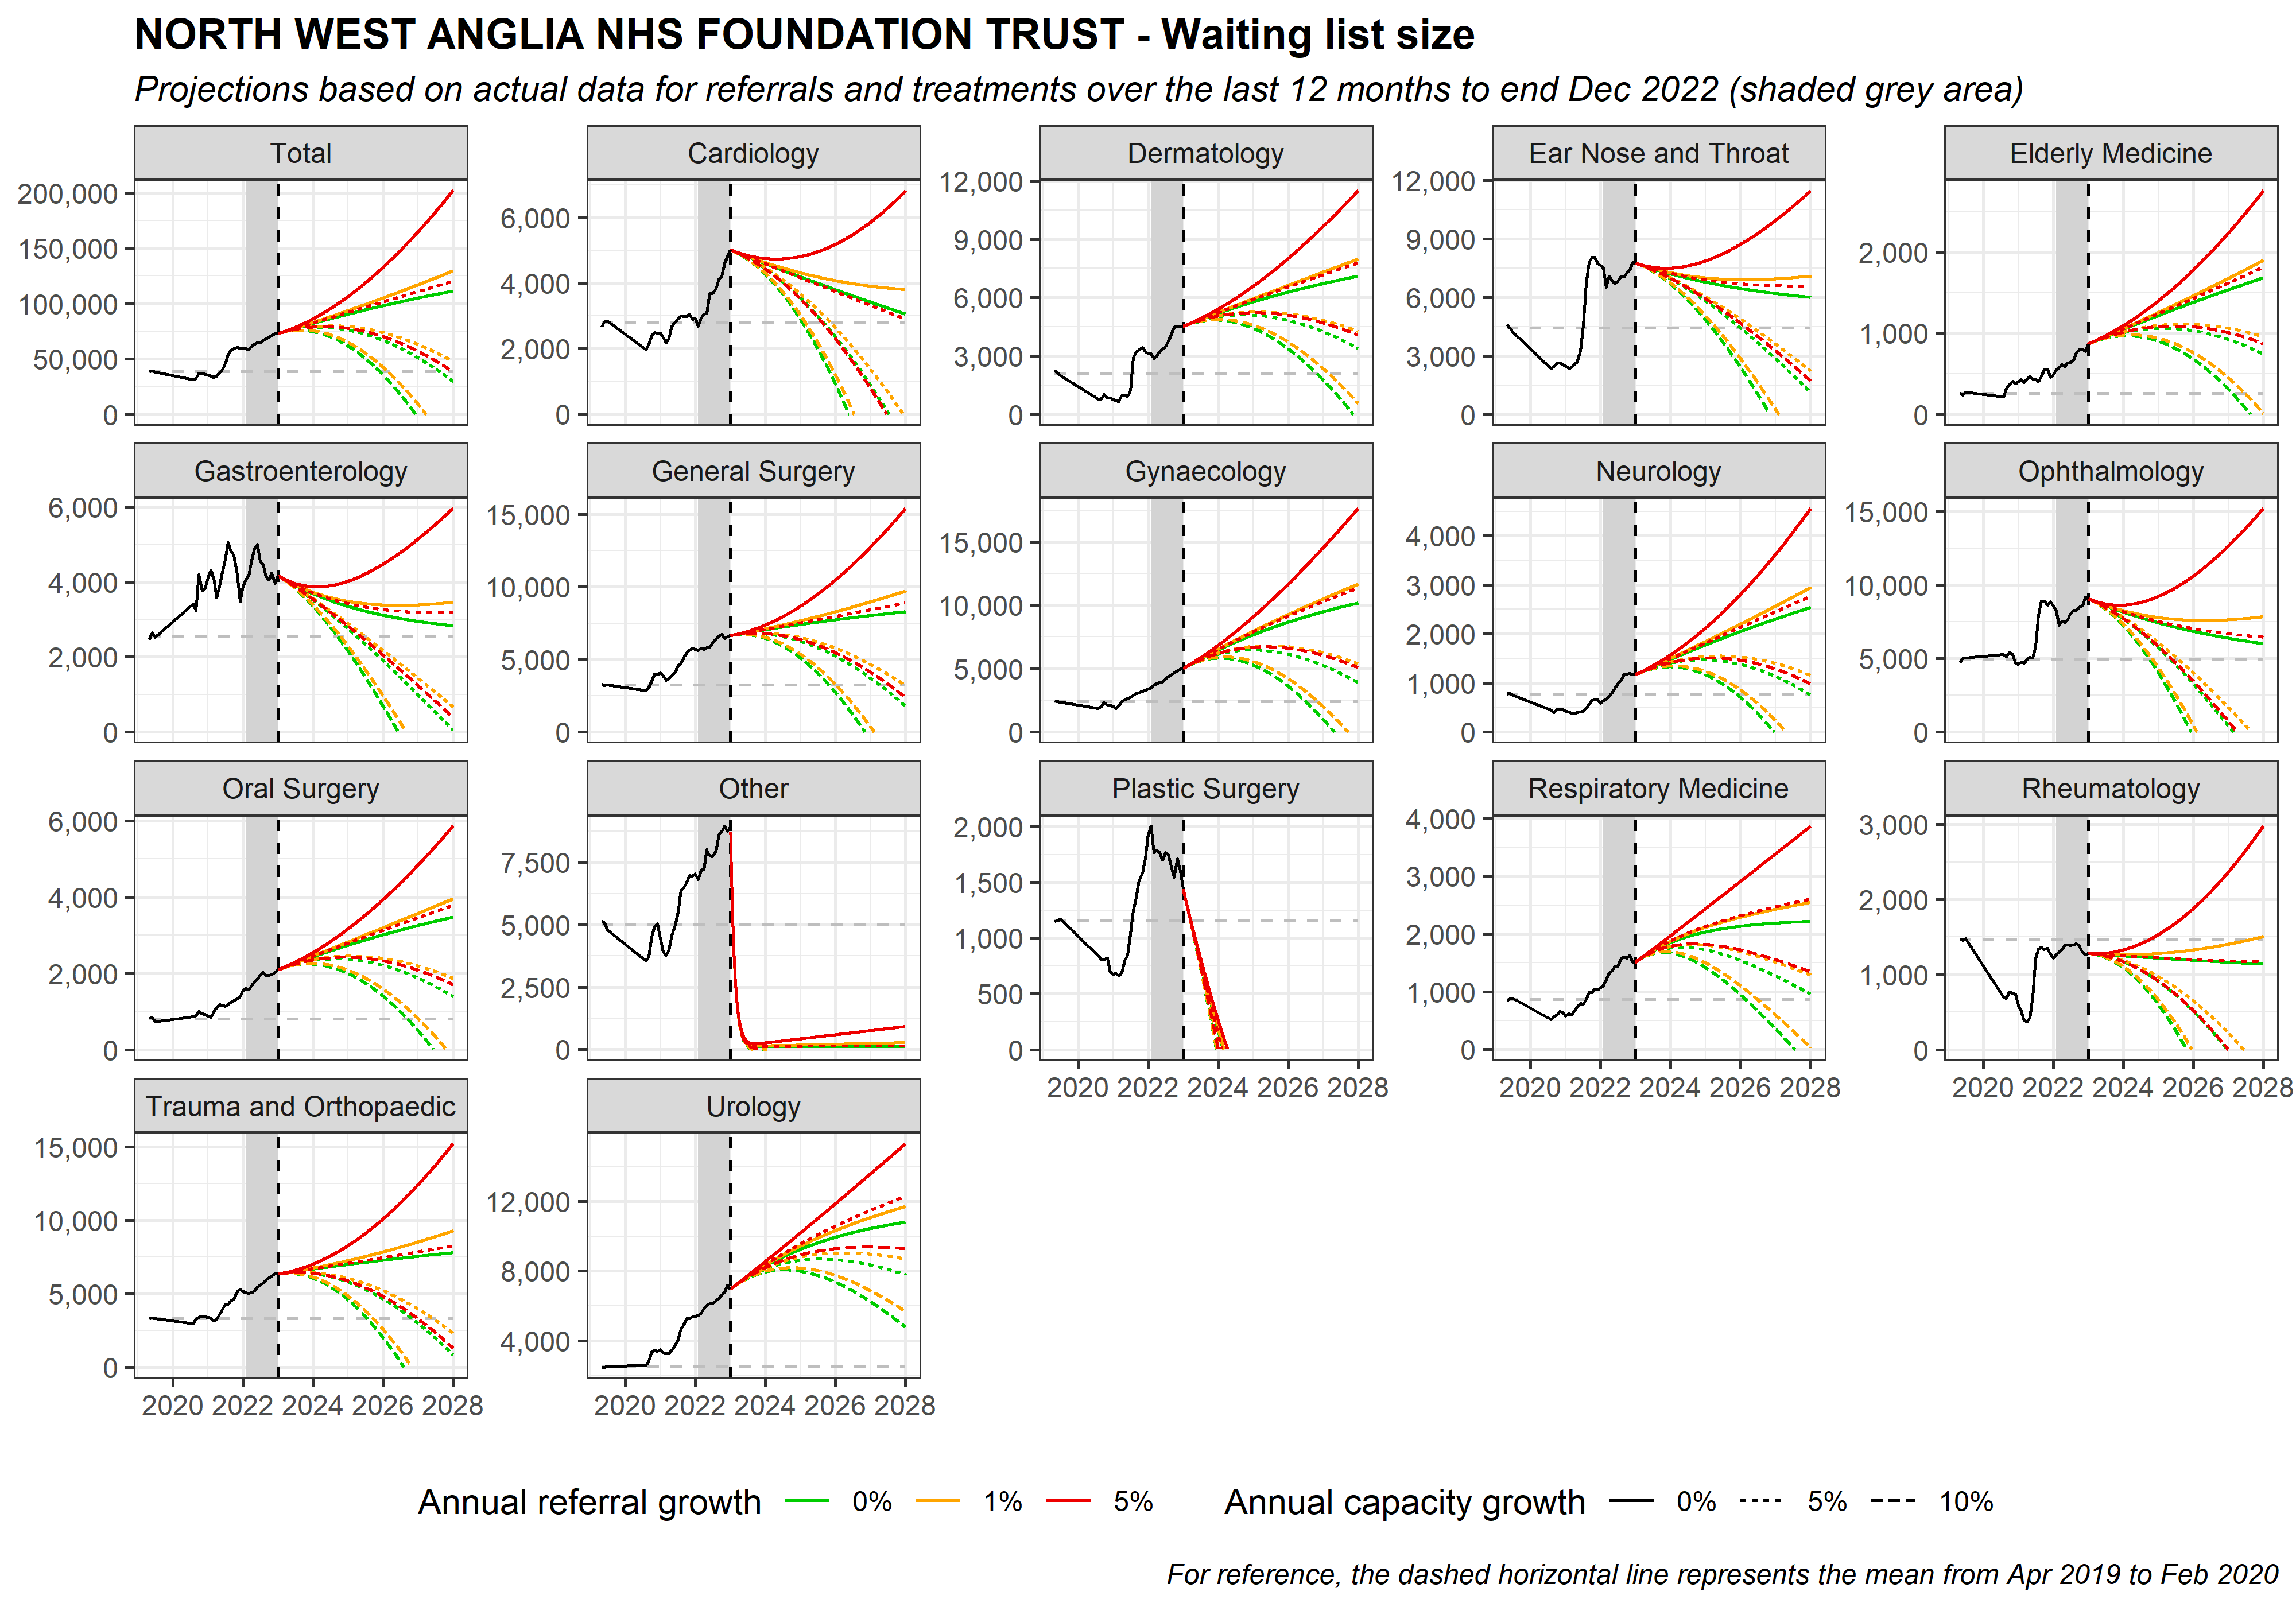 NORTH WEST ANGLIA NHS FOUNDATION TRUST - Waiting list size
Projections based on actual data for referrals and treatments over the last 12 months to end Dec 2022 (shaded grey area)
Total
200,000
150,000
100,000
50,000
0
Cardiology
6,000
4,000
2,000
0
Dermatology
12,000
9,000
6,000
3,000
0
Ear Nose and Throat
12,000
9,000
6,000
3,000
0
Elderly Medicine
2,000
1,000
0
Gastroenterology
6,000
4,000
2,000
0
General Surgery
15,000
10,000
5,000
0
Gynaecology
15,000
10,000
5,000
0
Neurology
4,000
3,000
2,000
1,000
0
Ophthalmology
15,000
10,000
5,000
0
Oral Surgery
6,000
4,000
2,000
0
Other
7,500
5,000
2,500
0
Plastic Surgery
2,000
1,500
1,000
500
0
2020 2022 2024 2026 2028
Respiratory Medicine
4,000
3,000
2,000
1,000
0
2020 2022 2024 2026 2028
Rheumatology
3,000
2,000
1,000
0
2020 2022 2024 2026 2028
Trauma and Orthopaedic
15,000
10,000
5,000
0
2020 2022 2024 2026 2028
Urology
12,000
8,000
4,000
2020 2022 2024 2026 2028
Annual referral growth 0% 1% 5% Annual capacity growth 0% 5% 10%
For reference, the dashed horizontal line represents the mean from Apr 2019 to Feb 2020